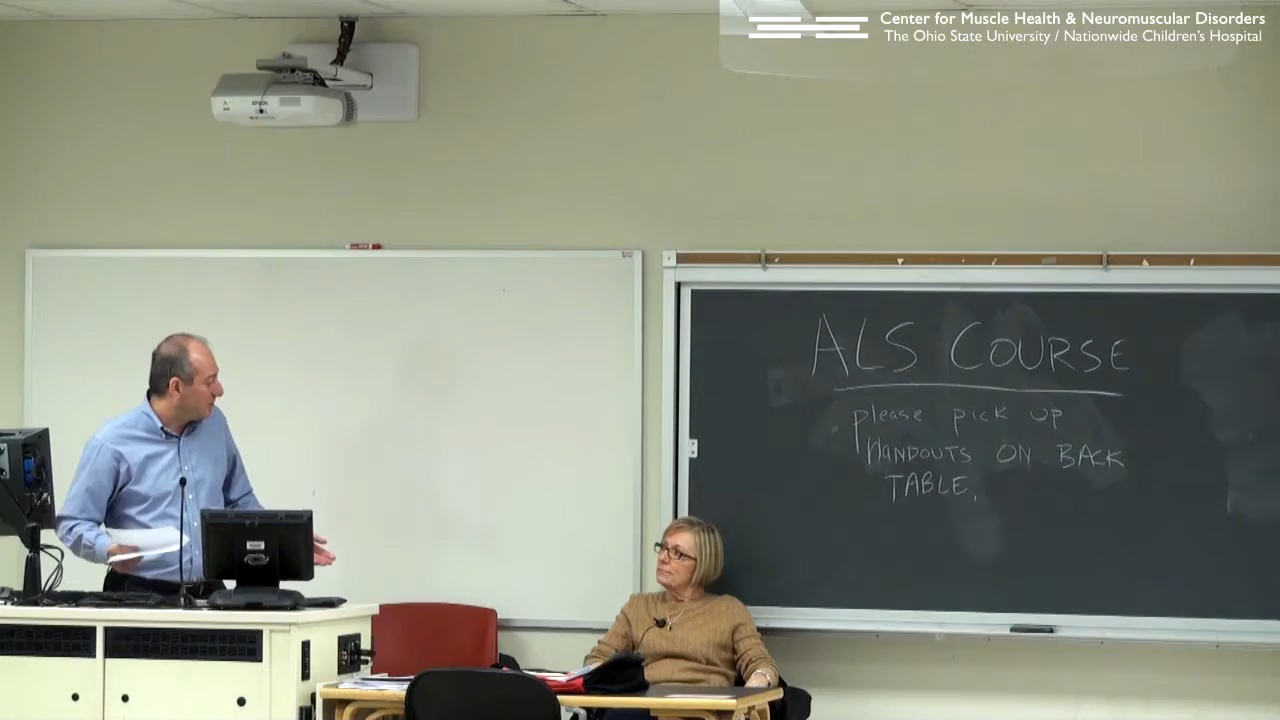 Center for Muscle Health & Neuromuscular Disorders
The Ohio State University / Nationwide Children's Hospital
EPSON
ALS COURSE
please pick up
HANDOUTS ON BACK
TABLE.